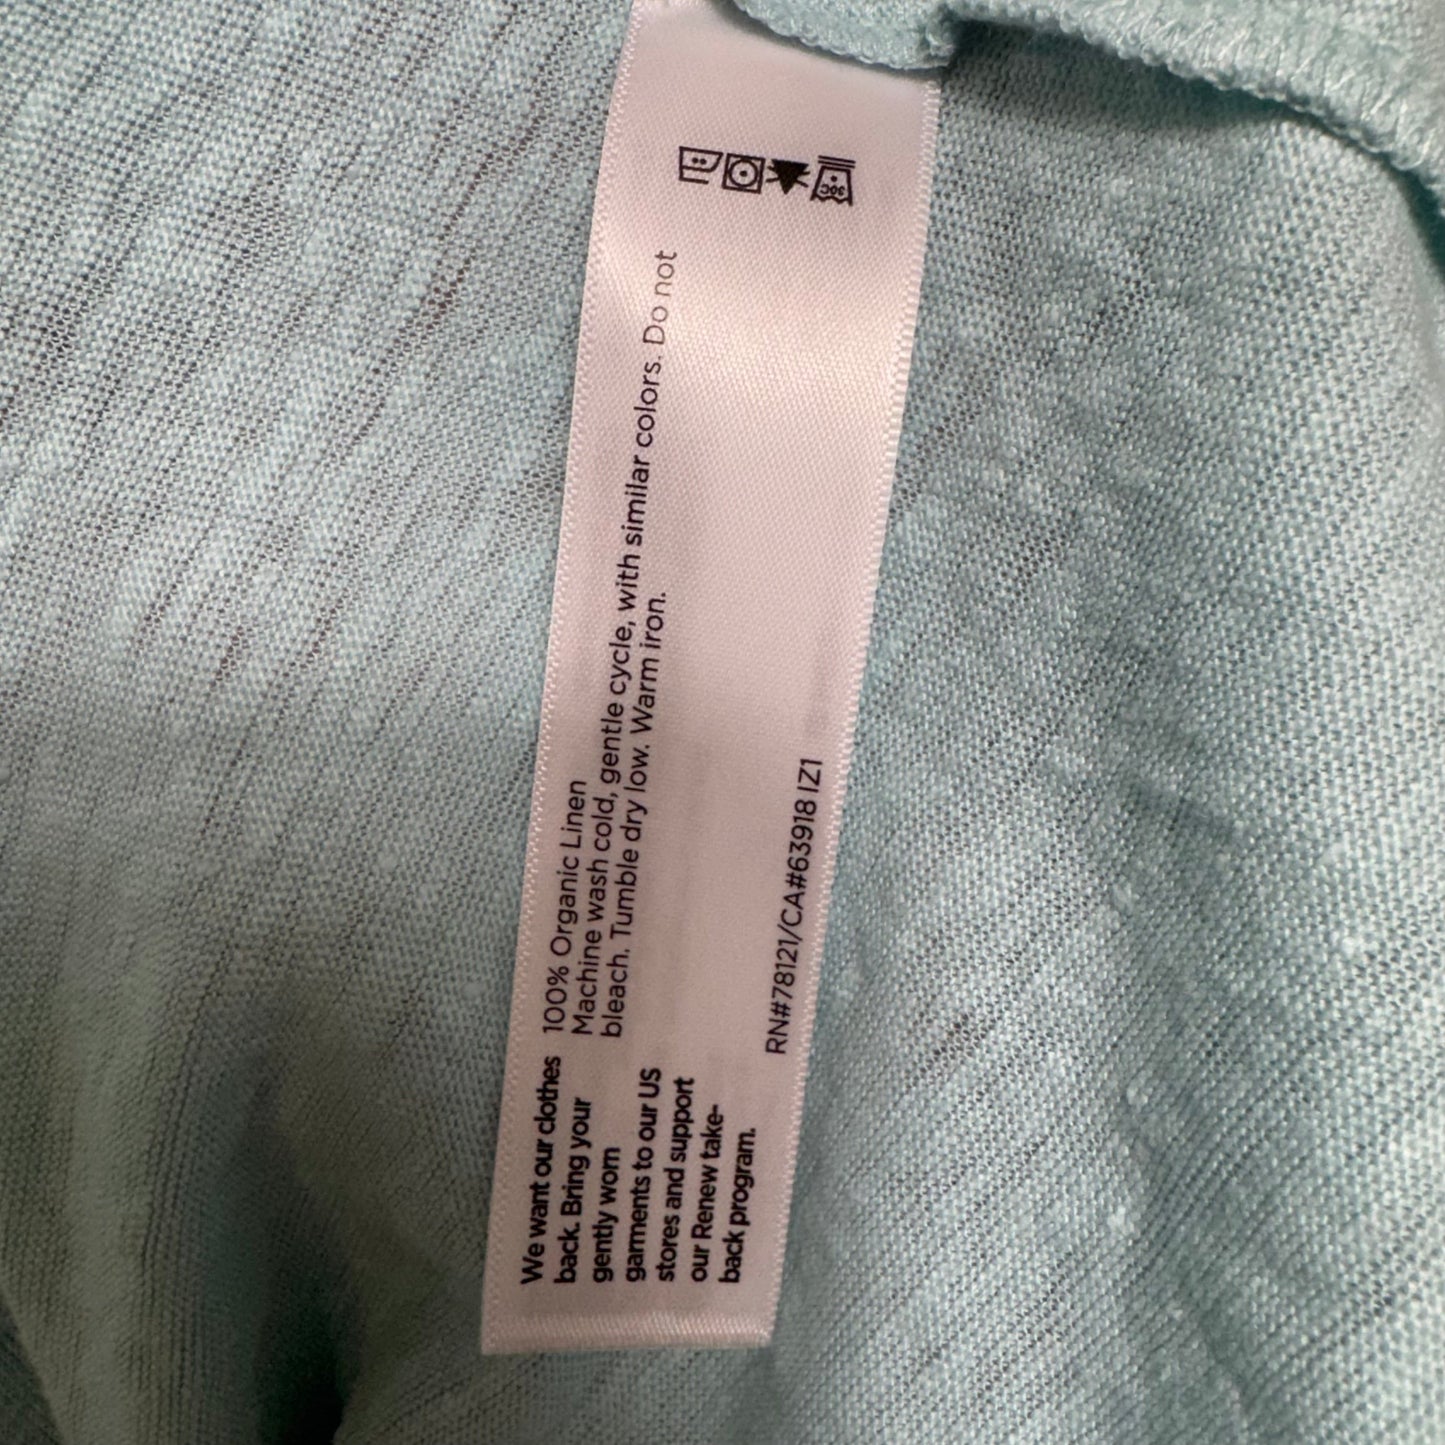 30C
We want our clothes
back. Bring your
gently worn
garments to our US
stores and support
our Renew take-
back program.
100% Organic Linen
Machine wash cold, gentle cycle, with similar colors. Do not
bleach. Tumble dry low. Warm iron.
RN#78121/CA#63918 IZ1